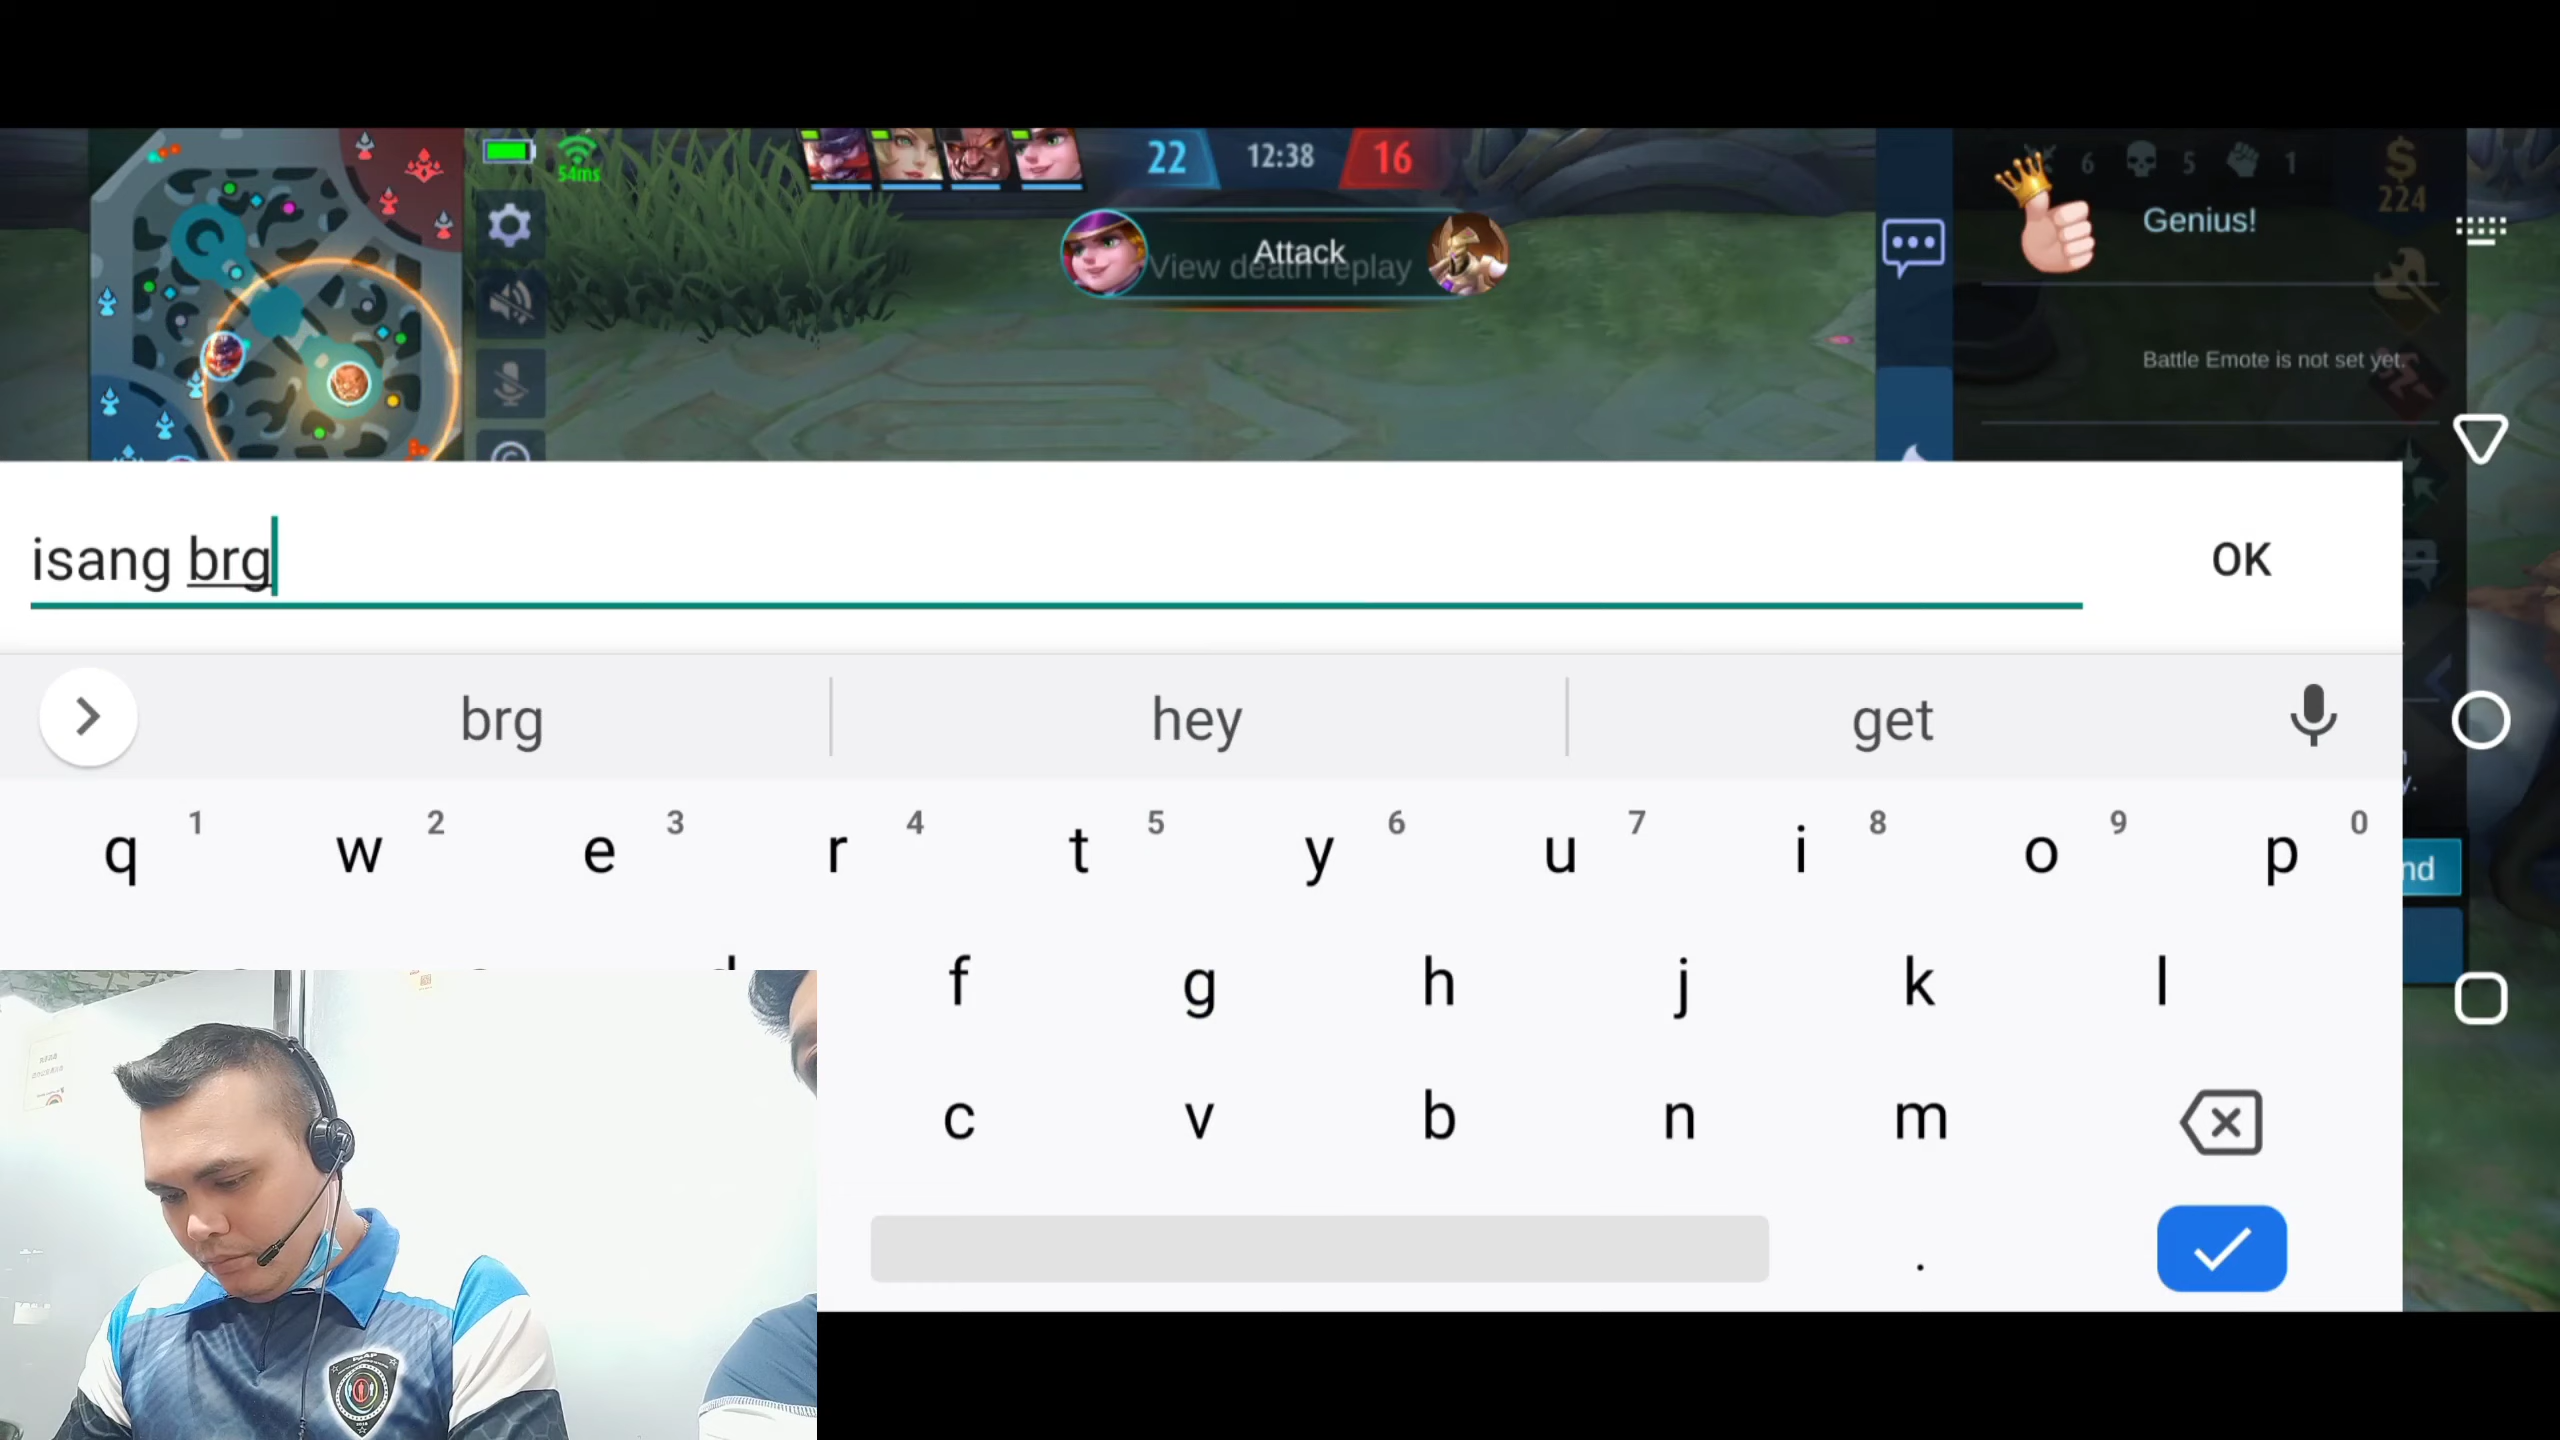 54ms
22 12:38 16
6 5 1
$
224
Attack
View death replay
Genius!
Battle Emote is not set yet.
isang brg
OK
brg hey get
1 2 3 4 5 6 7 8 9 0
q w e r t y u i o p
nd
f g h j k l
c v b n m
.